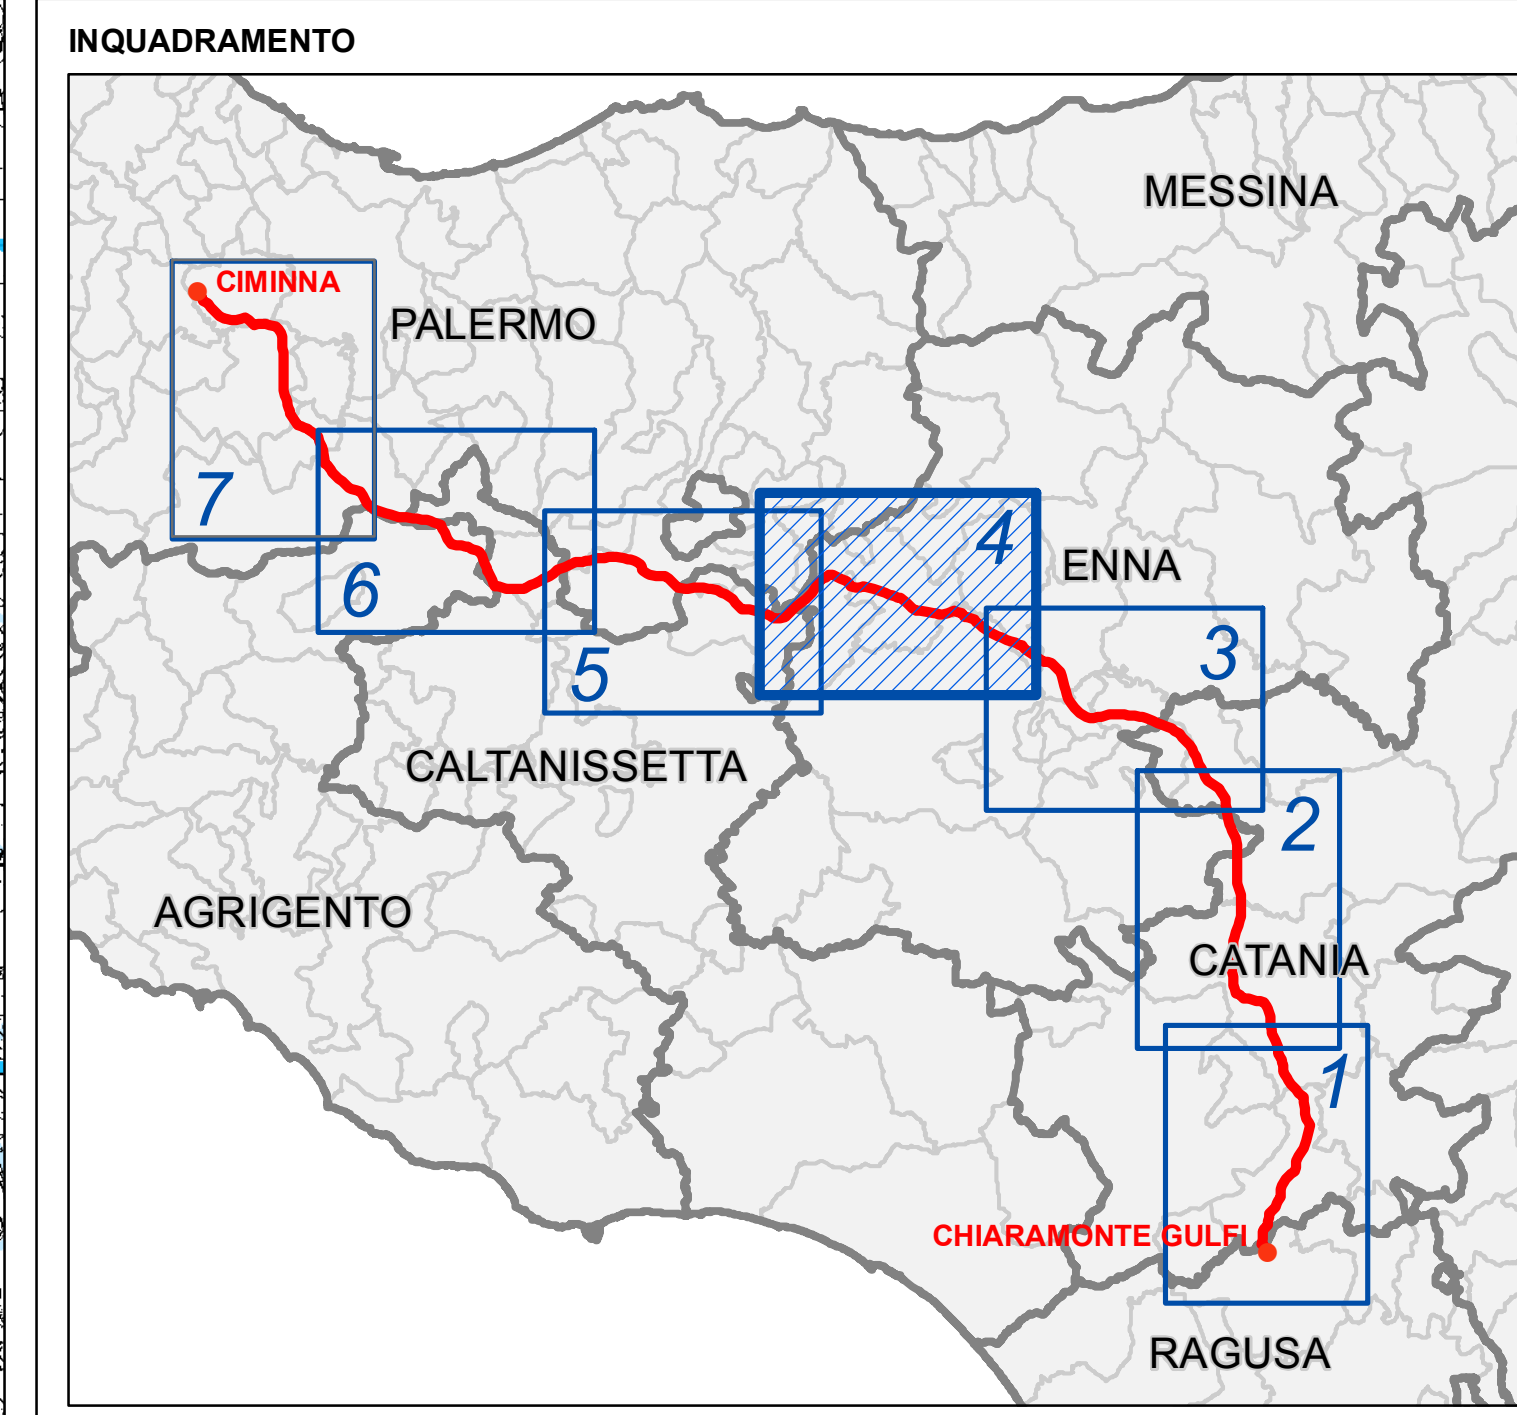 INQUADRAMENTO
MESSINA
CIMINNA
PALERMO
7
4
ENNA
6
3
5
CALTANISSETTA
2
AGRIGENTO
CATANIA
1
CHIARAMONTE GULFI
RAGUSA